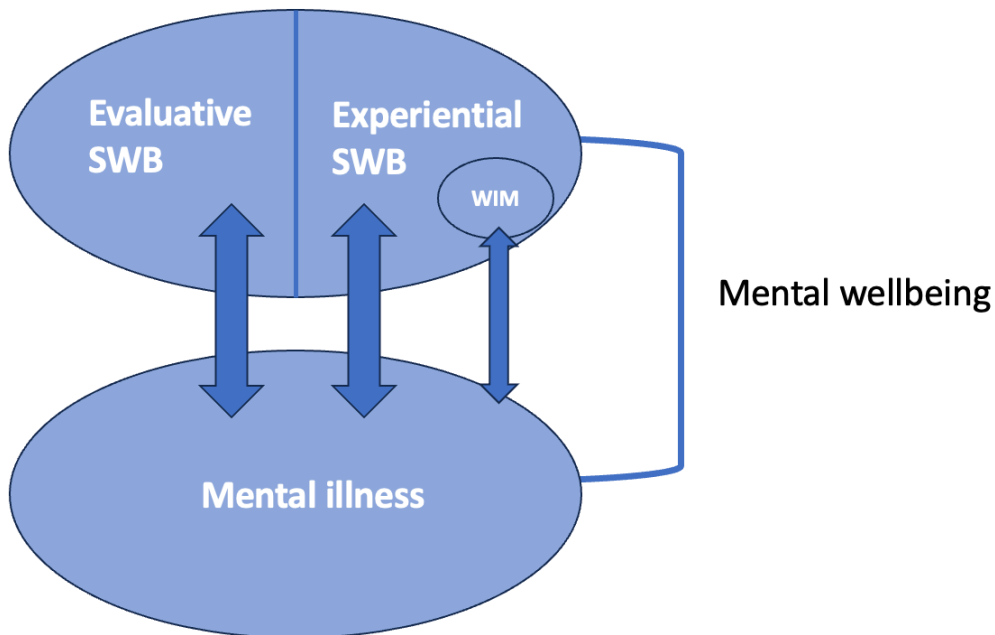 Evaluative
SWB
Experiential
SWB
WIM
Mental wellbeing
Mental illness